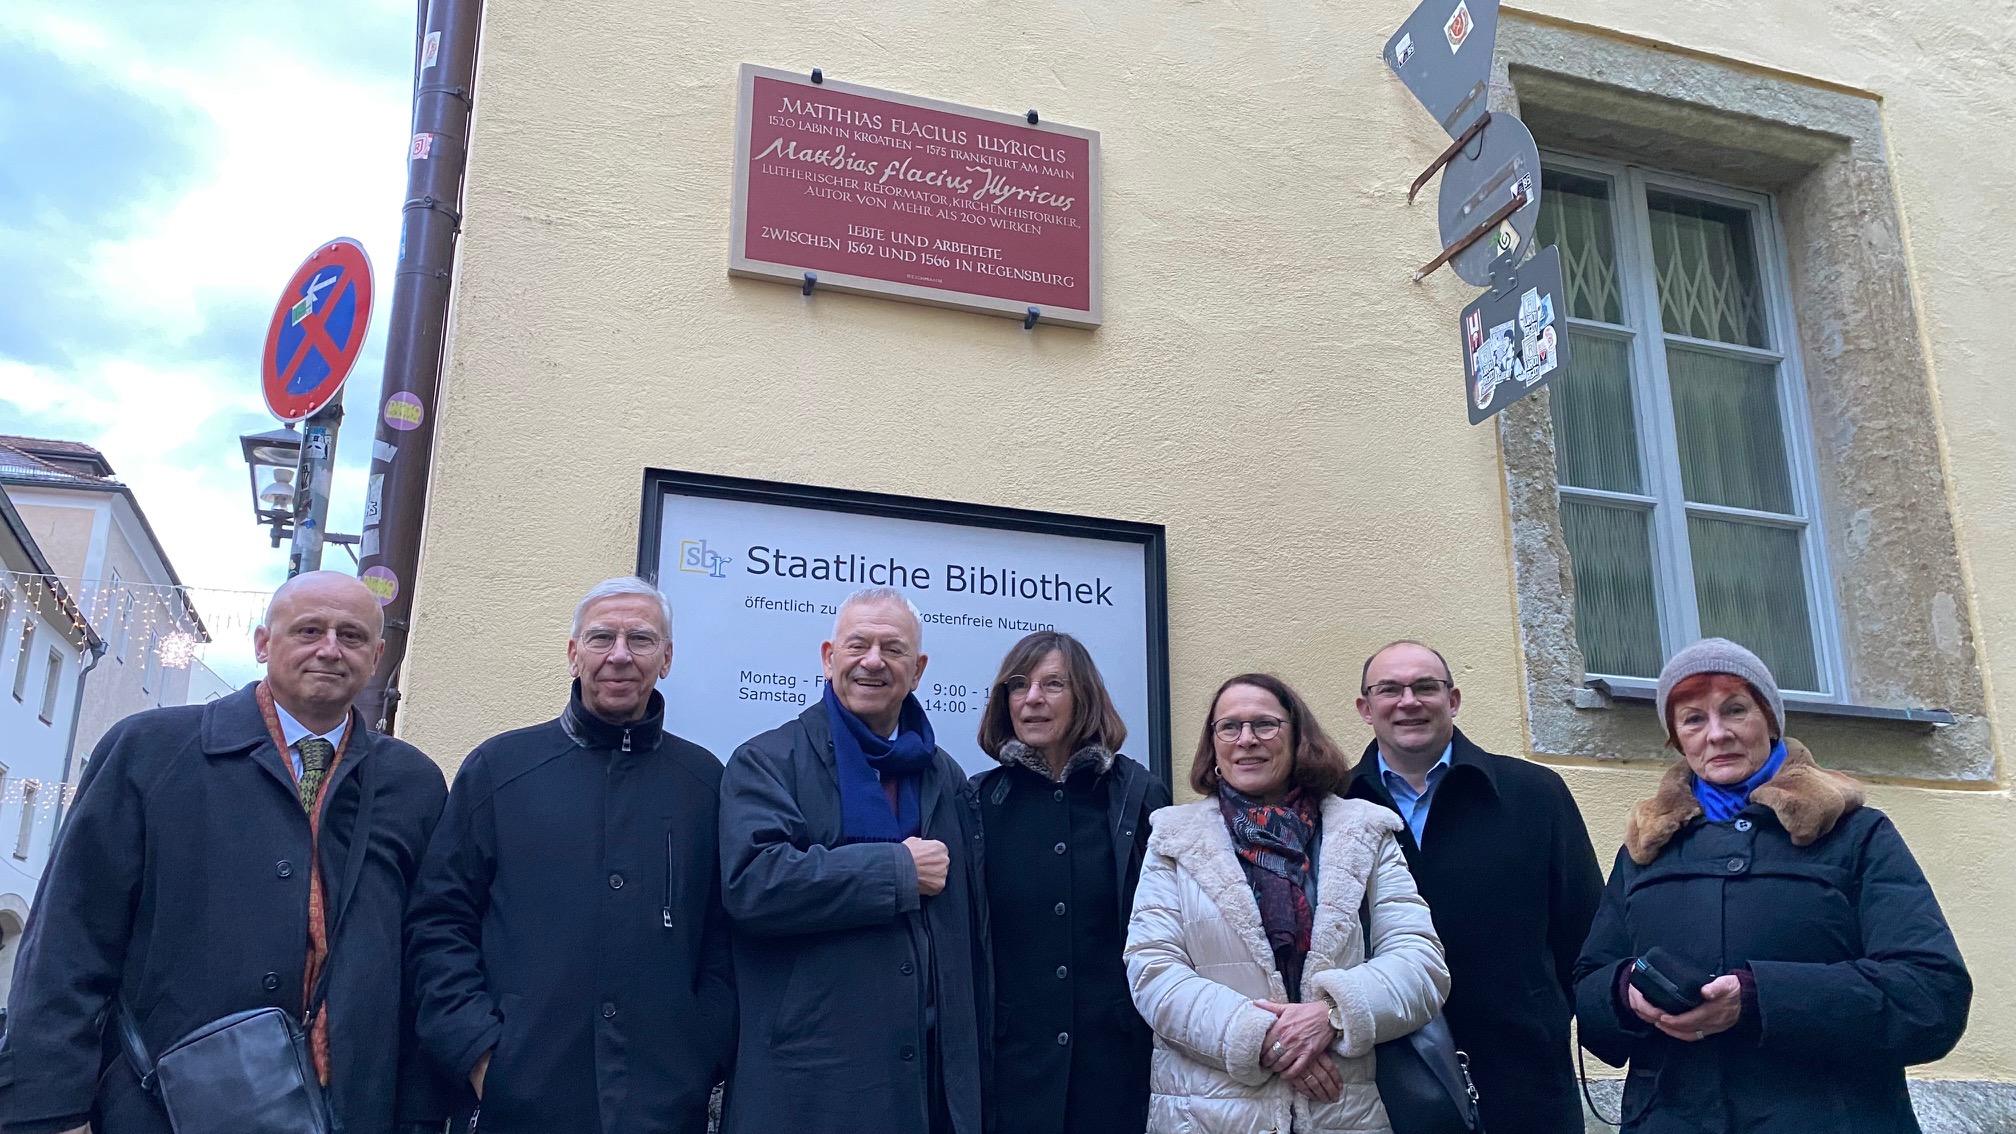 MATTHIAS FLACIUS ILLYRICUS
1520 LABIN IN KROATIEN – 1575 FRANKFURT AM MAIN
Matthias Flacius Illyricus
LUTHERISCHER REFORMATOR, KIRCHENHISTORIKER,
AUTOR VON MEHR ALS 200 WERKEN
LEBTE UND ARBEITETE
ZWISCHEN 1562 UND 1566 IN REGENSBURG
sbr Staatliche Bibliothek
öffentlich zu kostenfreie Nutzung
Montag - 9:00 -
Samstag 14:00 -